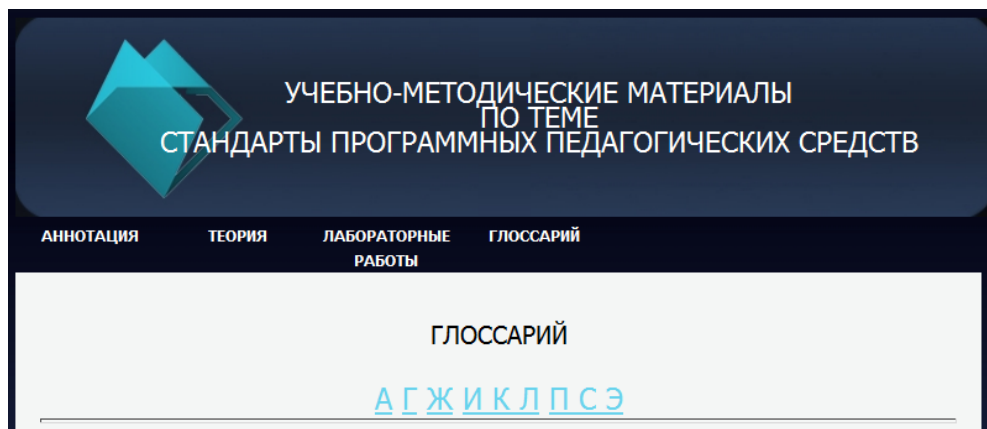 УЧЕБНО-МЕТОДИЧЕСКИЕ МАТЕРИАЛЫ
ПО ТЕМЕ
СТАНДАРТЫ ПРОГРАММНЫХ ПЕДАГОГИЧЕСКИХ СРЕДСТВ
АННОТАЦИЯ ТЕОРИЯ ЛАБОРАТОРНЫЕ ГЛОССАРИЙ
РАБОТЫ
ГЛОССАРИЙ
А Г Ж И К Л П С Э